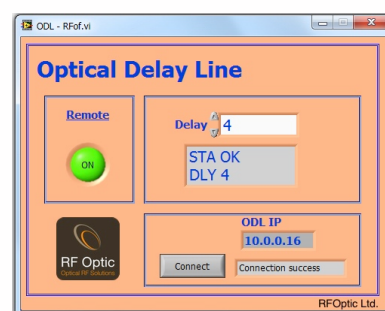 ODL - RFof.vi
Optical Delay Line
Remote
ON
Delay 4
STA OK
DLY 4
RF Optic
Optical RF Solutions
ODL IP
10.0.0.16
Connect
Connection success
RFOptic Ltd.